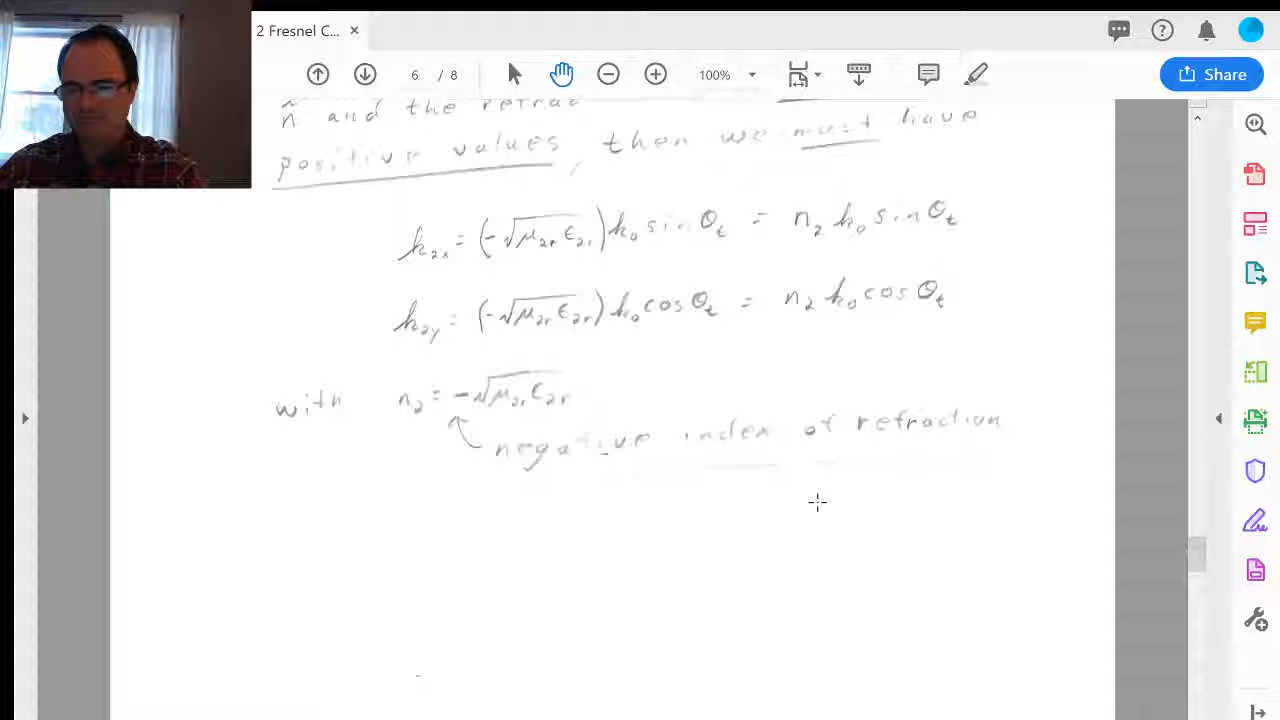 2 Fresnel C... ×
6 / 8
100%
Share
ñ and the refrac
positive values, then we must have
k₂ₓ = (-√μ₂ᵣ ε₂ᵣ) k₀ sin θₜ = n₂ k₀ sin θₜ
k₂ᵧ = (-√μ₂ᵣ ε₂ᵣ) k₀ cos θₜ = n₂ k₀ cos θₜ
with n₂ = -√μ₂ᵣ ε₂ᵣ
negative index of refraction